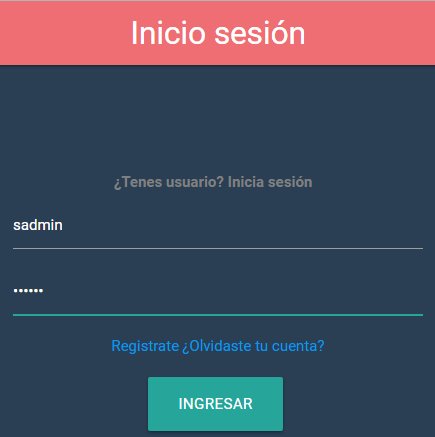 Inicio sesión
¿Tenes usuario? Inicia sesión
sadmin
••••••
Registrate ¿Olvidaste tu cuenta?
INGRESAR